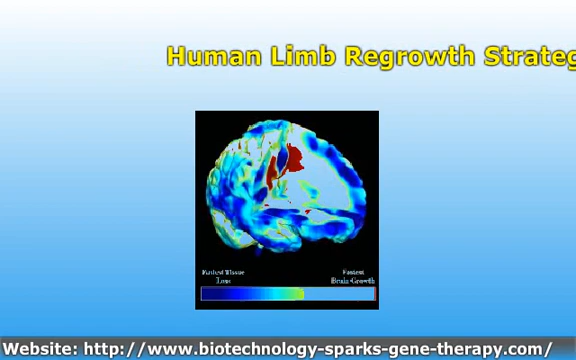 Human Limb Regrowth Strateg
Fastest Tissue Fastest
Loss Brain Growth
Website: http://www.biotechnology-sparks-gene-therapy.com/